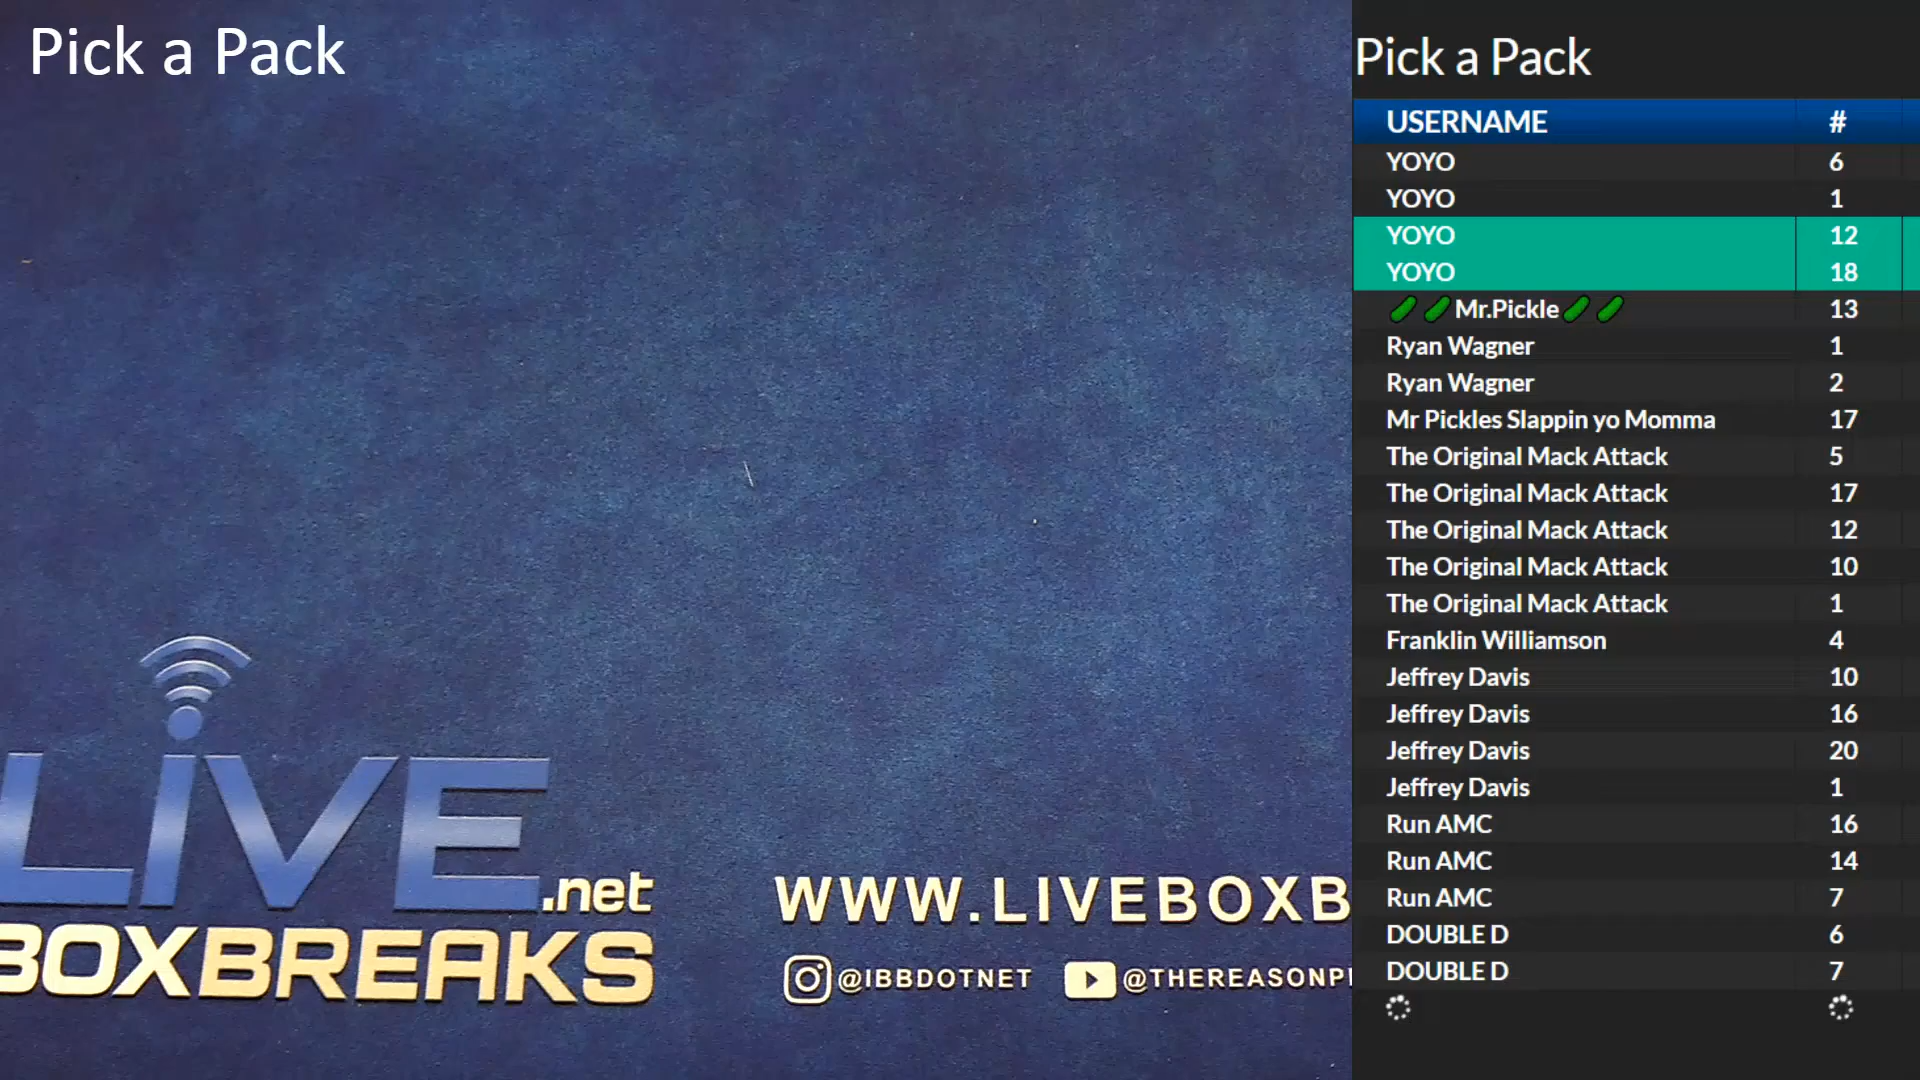 Pick a Pack
LIVE.net
BOXBREAKS
WWW.LIVEBOXB
@IBBDOTNET @THEREASONP
Pick a Pack
USERNAME #
YOYO 6
YOYO 1
YOYO 12
YOYO 18
Mr.Pickle 13
Ryan Wagner 1
Ryan Wagner 2
Mr Pickles Slappin yo Momma 17
The Original Mack Attack 5
The Original Mack Attack 17
The Original Mack Attack 12
The Original Mack Attack 10
The Original Mack Attack 1
Franklin Williamson 4
Jeffrey Davis 10
Jeffrey Davis 16
Jeffrey Davis 20
Jeffrey Davis 1
Run AMC 16
Run AMC 14
Run AMC 7
DOUBLE D 6
DOUBLE D 7